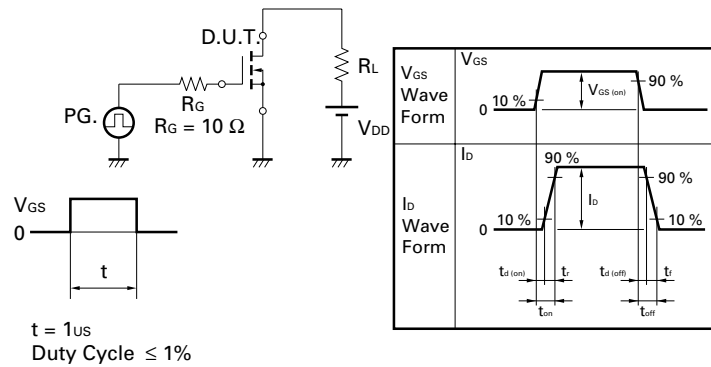 D.U.T.
RL
RG
PG.
RG = 10 Ω
VDD
VGS
0
t
t = 1us
Duty Cycle ≤ 1%
VGS
Wave
Form
VGS
VGS (on)
10 %
90 %
0
ID
Wave
Form
ID
90 %
90 %
ID
10 %
10 %
0
td (on)
tr
td (off)
tf
ton
toff